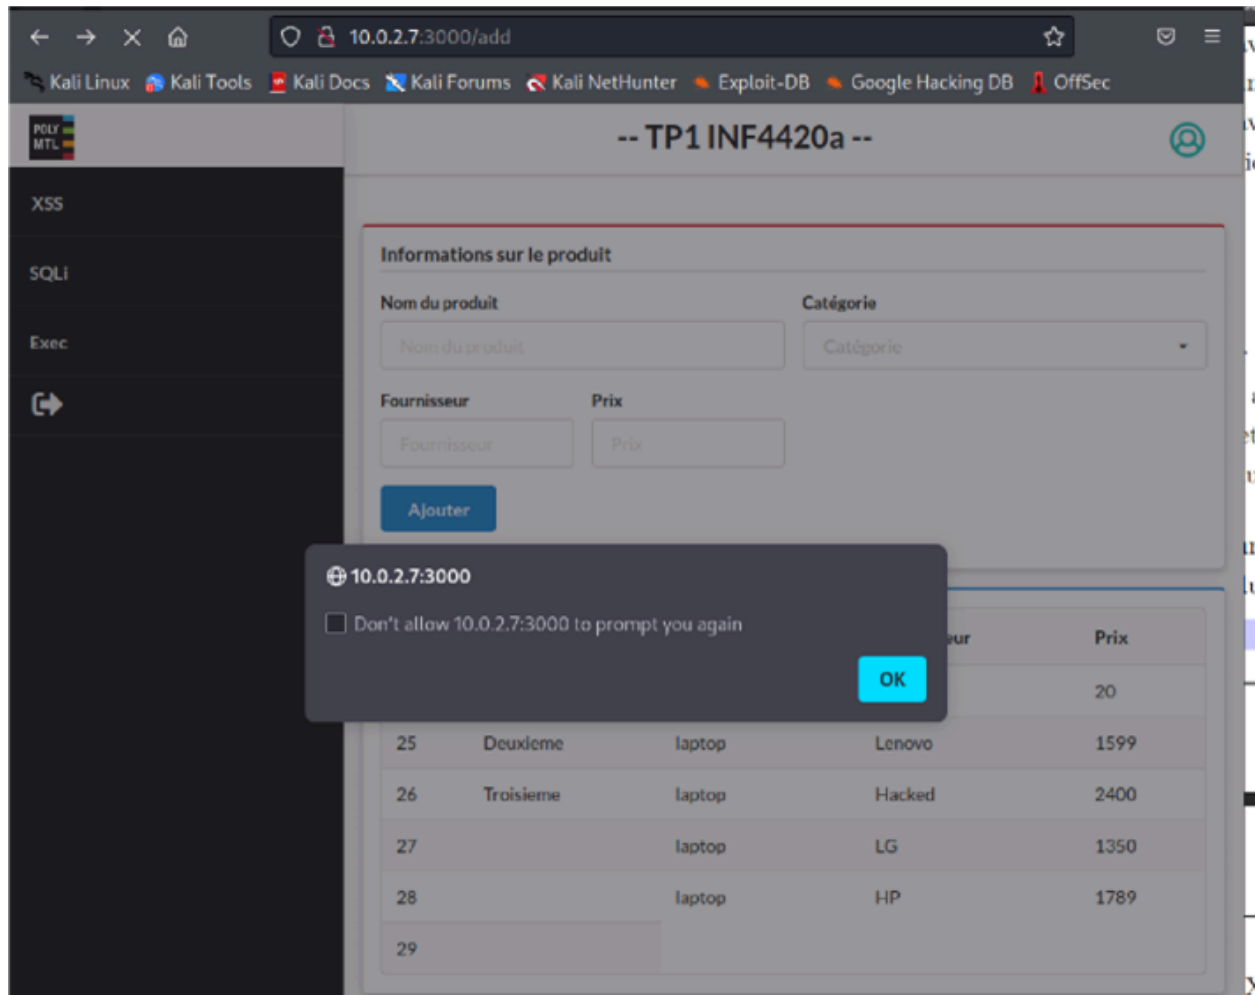 10.0.2.7:3000/add
Kali Linux Kali Tools Kali Docs Kali Forums Kali NetHunter Exploit-DB Google Hacking DB OffSec
POLY
MTL
-- TP1 INF4420a --
XSS
SQLi
Exec
Informations sur le produit
Nom du produit Catégorie
Nom du produit Catégorie
Fournisseur Prix
Fournisseur Prix
Ajouter
10.0.2.7:3000
Don't allow 10.0.2.7:3000 to prompt you again
OK
eur Prix
20
25 Deuxieme laptop Lenovo 1599
26 Troisieme laptop Hacked 2400
27 laptop LG 1350
28 laptop HP 1789
29